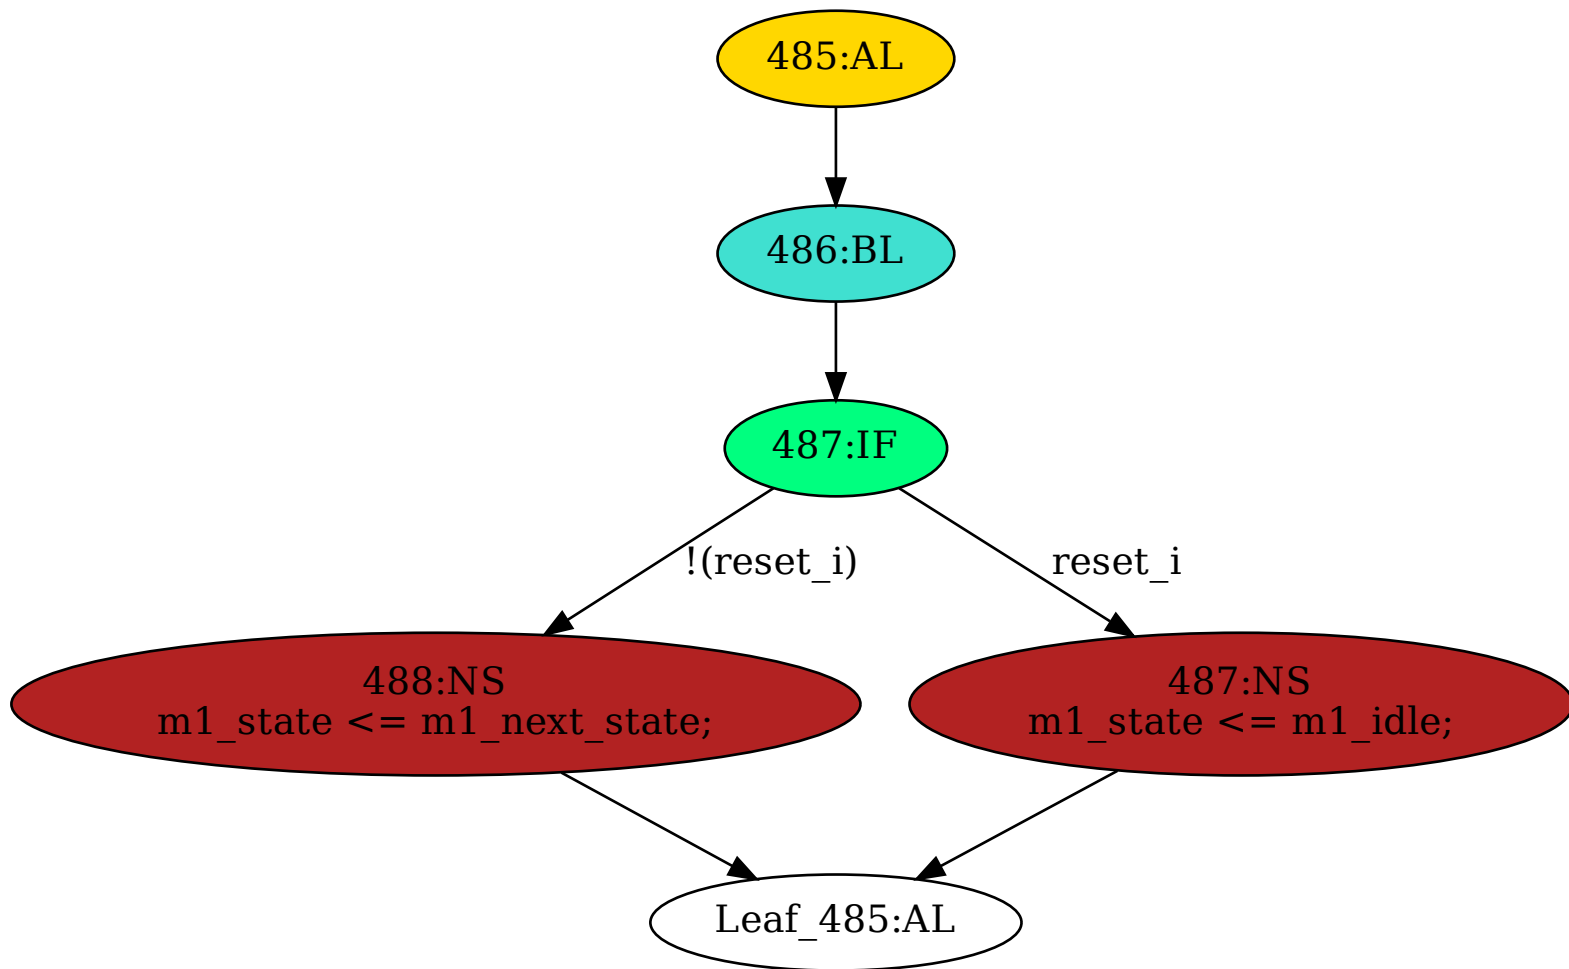 485:AL
486:BL
487:IF
!(reset_i)
reset_i
488:NS
m1_state <= m1_next_state;
487:NS
m1_state <= m1_idle;
Leaf_485:AL